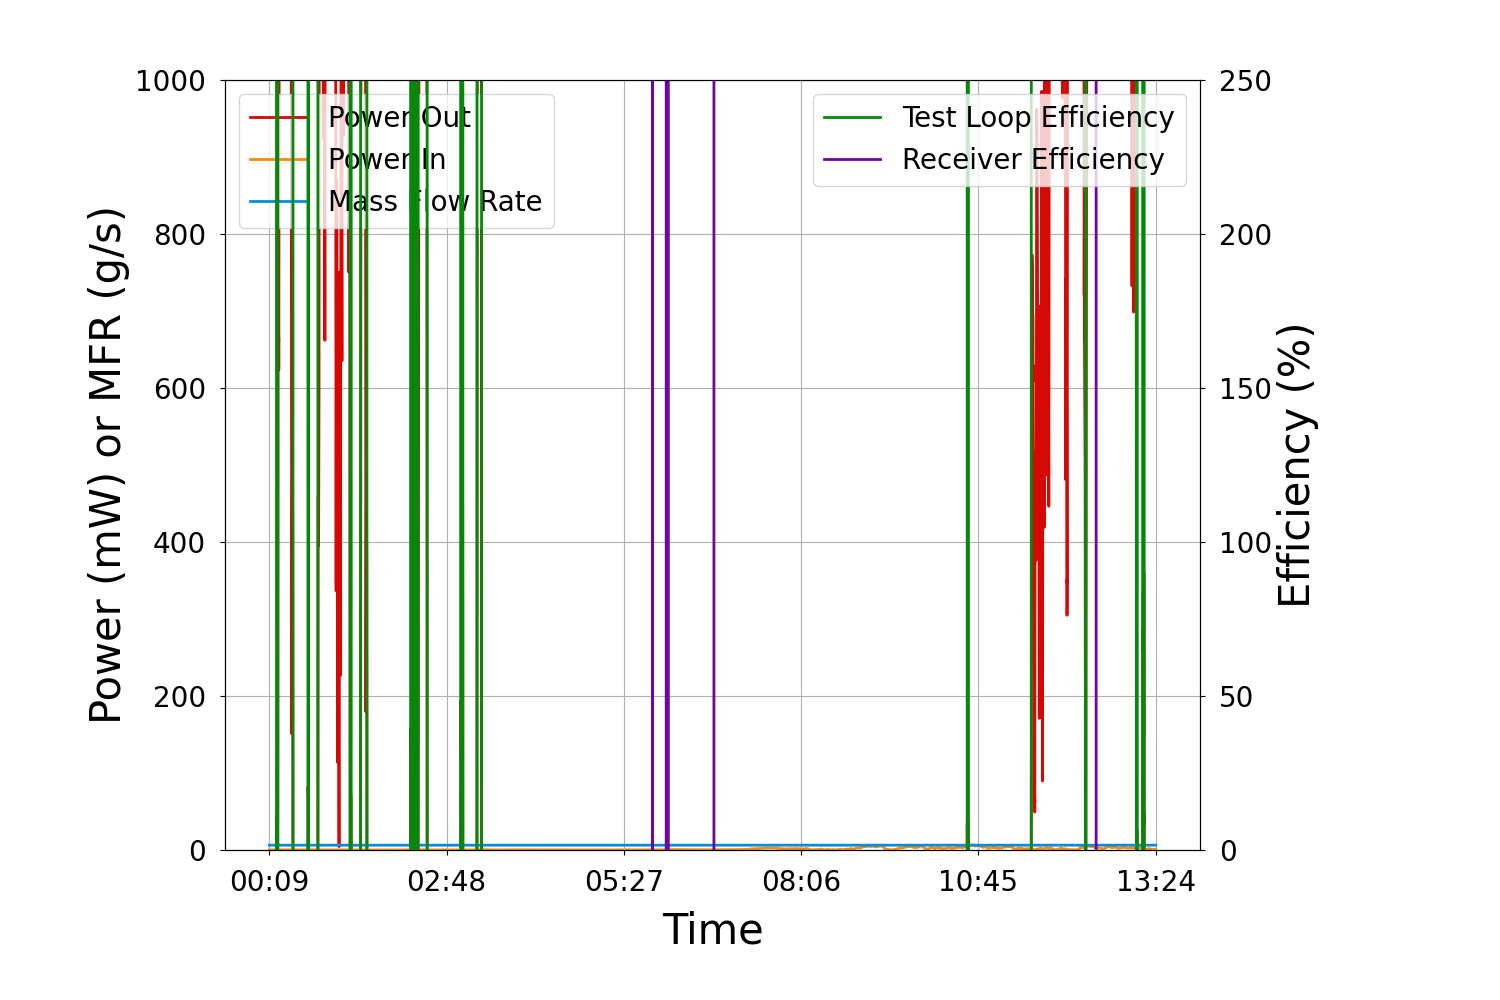 1000
800
600
400
200
0
Power (mW) or MFR (g/s)
Power Out
Power In
Mass Flow Rate
Test Loop Efficiency
Receiver Efficiency
250
200
150
100
50
0
Efficiency (%)
00:09 02:48 05:27 08:06 10:45 13:24
Time